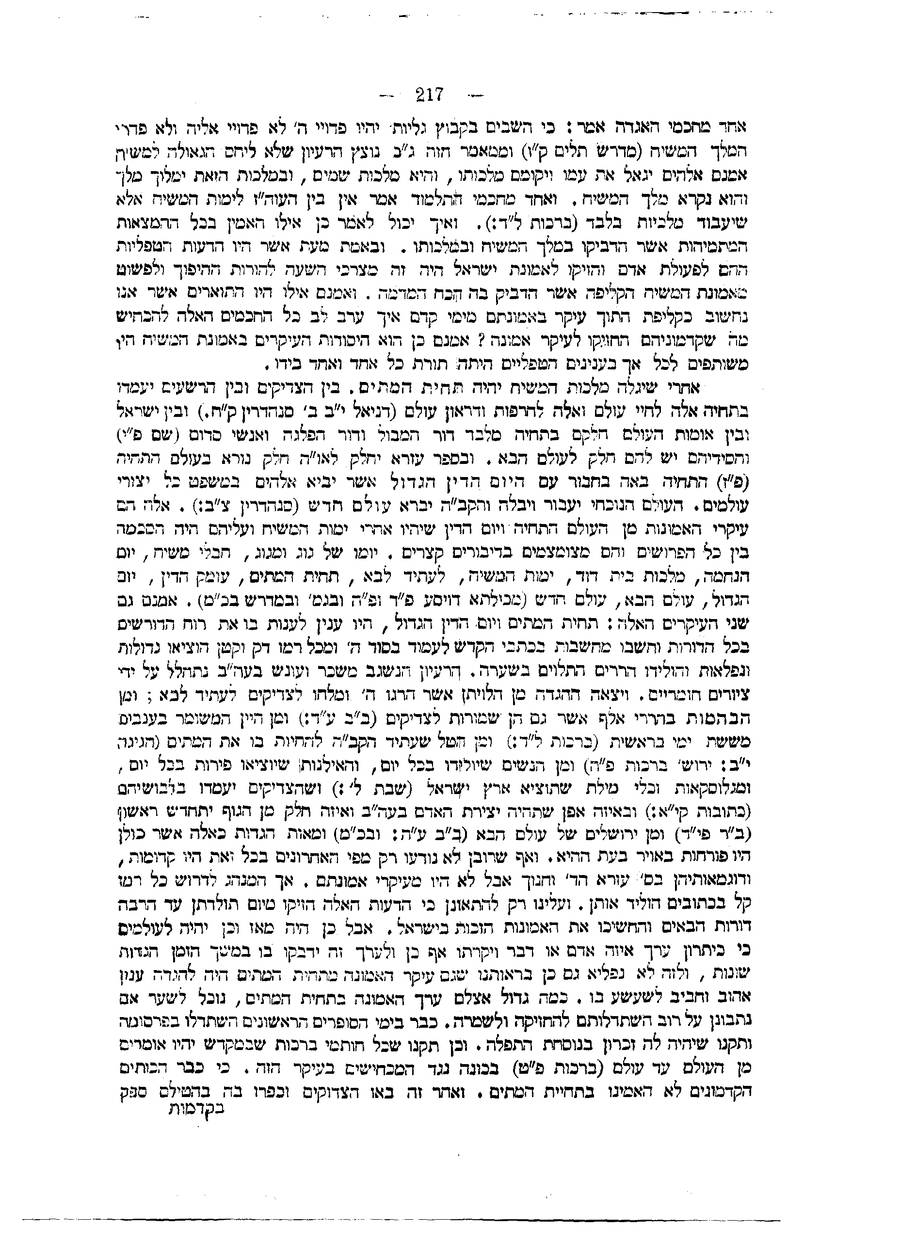 — 217 —
אחד מחכמי האגדה אמר : כי השבים בקבוץ גליות יהיו פדויי ה' לא פדויי אליה ולא פדויי
המלך המשיח (מדרש תלים ק"ו) וממאמר הזה ג"כ נוצץ הרעיון שלא ליחס הגאולה למשיח
אמנם אלהים יגאל את עמו ויקומם מלכותו , והיא מלכות שמים , ובמלכות הזאת ימליך מלך
והוא נקרא מלך המשיח . ואחד מחכמי התלמוד אמר אין בין העוה"ז לימות המשיח אלא
שיעבוד מלכיות בלבד (ברכות ל"ד:) . ואיך יכול לאמר כן אילו האמין בכל ההמצאות
המתמיהות אשר הדביקו במלך המשיח ובמלכותו . ובאמת מעת אשר היו הדעות הטפליות
ההם לפעולת אדם והזיקו לאמונת ישראל היה זה מצרכי השעה להורות ההיפוך ולפשוט
מאמונת המשיח הקליפה אשר הדביק בה הכח המדמה . ואמנם אילו היו התוארים אשר אנו
נחשוב כקליפת התוך עיקר באמונתם מימי קדם איך ערב לב כל החכמים האלה להכחיש
מה שקדמוניהם החזיקו לעיקר אמונה ? אמנם כן הוא היסודות העיקרים באמונת המשיח היו
משותפים לכל אך בענינים הטפליים היתה תורת כל אחד ואחד בידו .
אחרי שיגלה מלכות המשיח יהיה תחית המתים . בין הצדיקים ובין הרשעים יעמדו
בתחיה אלה לחיי עולם ואלה לחרפות ודראון עולם (דניאל י"ב ב' סנהדרין ק"ח.) ובין ישראל
ובין אומות העולם חלקם בתחיה מלבד דור המבול ודור הפלגה ואנשי סדום (שם פ"י)
וחסידיהם יש להם חלק לעולם הבא . ובספר עזרא יחלק לאו"ה חלק נורא בעולם התחיה
(פ"ז) התחיה באה בחבור עם היום הדין הגדול אשר יביא אלהים במשפט כל יצורי
עולמים . העולם הנוכחי יעבור ויבלה והקב"ה יברא עולם חדש (סנהדרין צ"ב:) . אלה הם
עיקרי האמונות מן העולם התחיה ויום הדין שיהיו אחרי ימות המשיח ועליהם היה הסכמה
בין כל הפרושים והם מצומצמים בדיבורים קצרים . יומו של גוג ומגוג , חבלי משיח , יום
הנחמה , מלכות בית דוד , ימות המשיח , לעתיד לבא , תחית המתים , עומק הדין , יום
הגדול , עולם הבא , עולם חדש (מכילתא דויסע פ"ד ופ"ה ובגמ' ובמדרש בכ"מ) . אמנם גם
שני העיקרים האלה : תחית המתים ויום הדין הגדול , היו ענין לענות בו את רוח הדורשים
בכל הדורות וחשבו מחשבות בכתבי הקדש לעמוד בסוד ה' ומכל רמז דק וקטן הוציאו גדולות
ונפלאות והולידו הררים התלוים בשערה . הרעיון הנשגב משכר ועונש בעה"ב נתחלל על ידי
ציורים חומריים . ויצאה ההגדה מן הלויתן אשר הרגו ה' ומלחו לצדיקים לעתיד לבא ; ומן
הבהמות בהררי אלף אשר גם הן שמורות לצדיקים (ב"ב ע"ד:) ומן היין המשומר בענבים
מששת ימי בראשית (ברכות ל"ד:) ומן הטל שעתיד הקב"ה להחיות בו את המתים (חגיגה
י"ב: ירוש' ברכות פ"ה) ומן הנשים שיולידו בכל יום , והאילנות שיוציאו פירות בכל יום ,
ומגלוסקאות וכלי מילת שתוציא ארץ ישראל (שבת ל':) ושהצדיקים יעמדו בלבושיהם
(כתובות קי"א:) ובאיזה אפן שתהיה יצירת האדם בעה"ב ואיזה חלק מן הגוף יתחדש ראשון
(ב"ר פי"ד) ומן ירושלים של עולם הבא (ב"ב ע"ה: ובכ"מ) ומאות הגדות כאלה אשר כולן
היו פורחות באויר בעת ההיא . ואף שרובן לא נודעו רק מפי האחרונים בכל זאת היו קדומות ,
ודוגמאותיהן בס' עזרא הד' וחנוך אבל לא היו מעיקרי אמונתם . אך המנהג לדרוש כל רמז
קל בכתובים הוליד אותן . ועלינו רק להתאונן כי הדעות האלה הזיקו מיום תולדתן עד הרבה
דורות הבאים והחשיכו את האמונות הזכות בישראל . אבל כן היה מאז וכן יהיה לעולמים
כי כיתרון ערך איזה אדם או דבר ויקרתו אף כן ולערך זה ידבקו בו במשך הזמן הגדות
שונות , ולזה לא נפליא גם כן בראותנו שגם עיקר האמונה מתחית המתים היה להגדה ענין
אהוב וחביב לשעשע בו . כמה גדול אצלם ערך האמונה בתחית המתים , נוכל לשער אם
נתבונן על רוב השתדלותם להחזיקה ולשמרה . כבר בימי הסופרים הראשונים השתדלו בפרסומה
ותקנו שיהיה לה זכרון בנוסחת התפלה . וכן תקנו שכל חותמי ברכות שבמקדש יהיו אומרים
מן העולם עד עולם (ברכות פ"ט) בכונה נגד המכחישים בעיקר הזה . כי כבר הכותים
הקדמונים לא האמינו בתחיית המתים . ואחר זה באו הצדוקים וכפרו בה בהטילם ספק
בקדמות